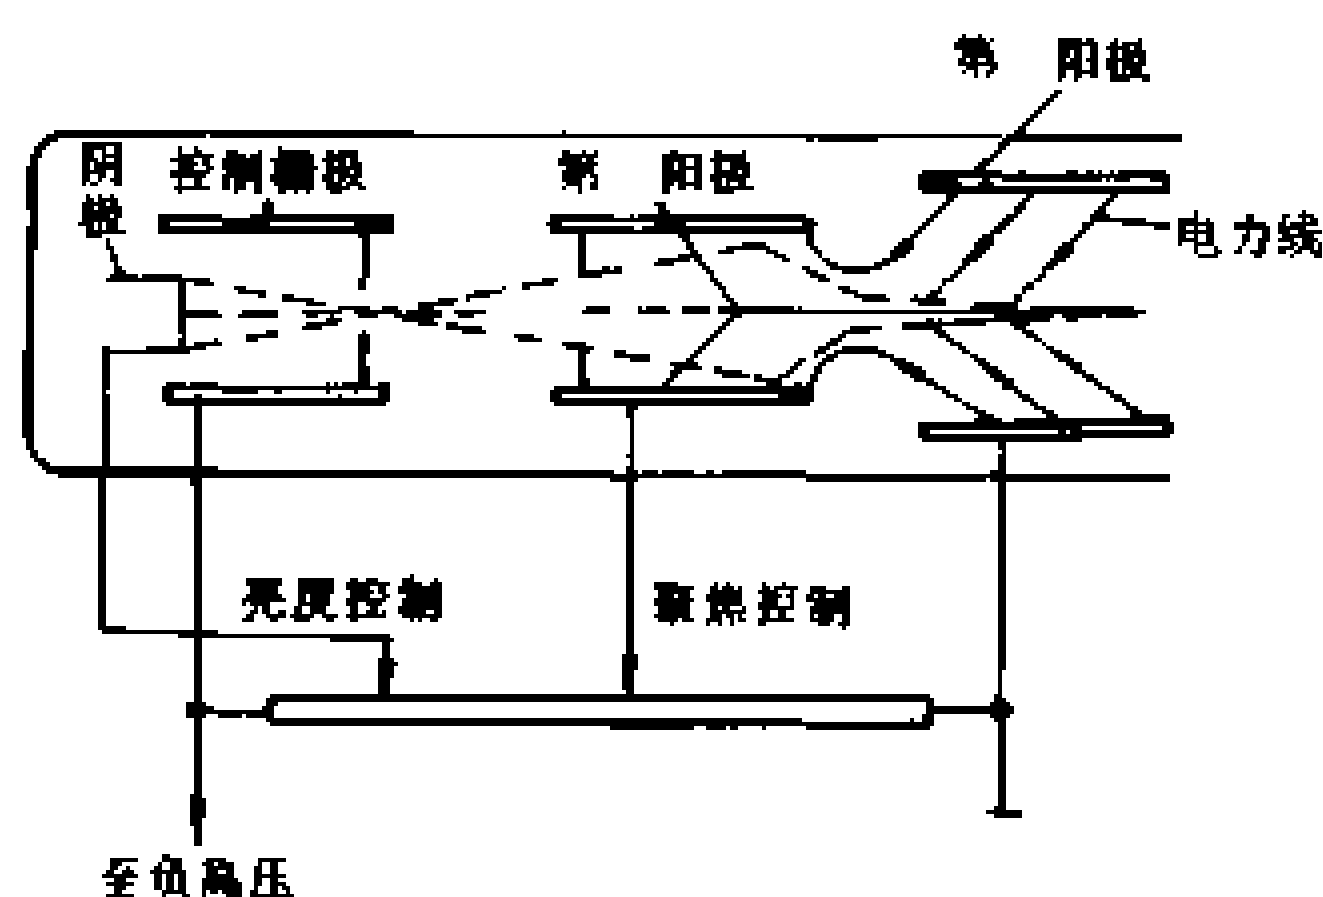 第 阳极
阴极
控制栅极
第 阳极
电力线
亮度控制
聚焦控制
至负高压